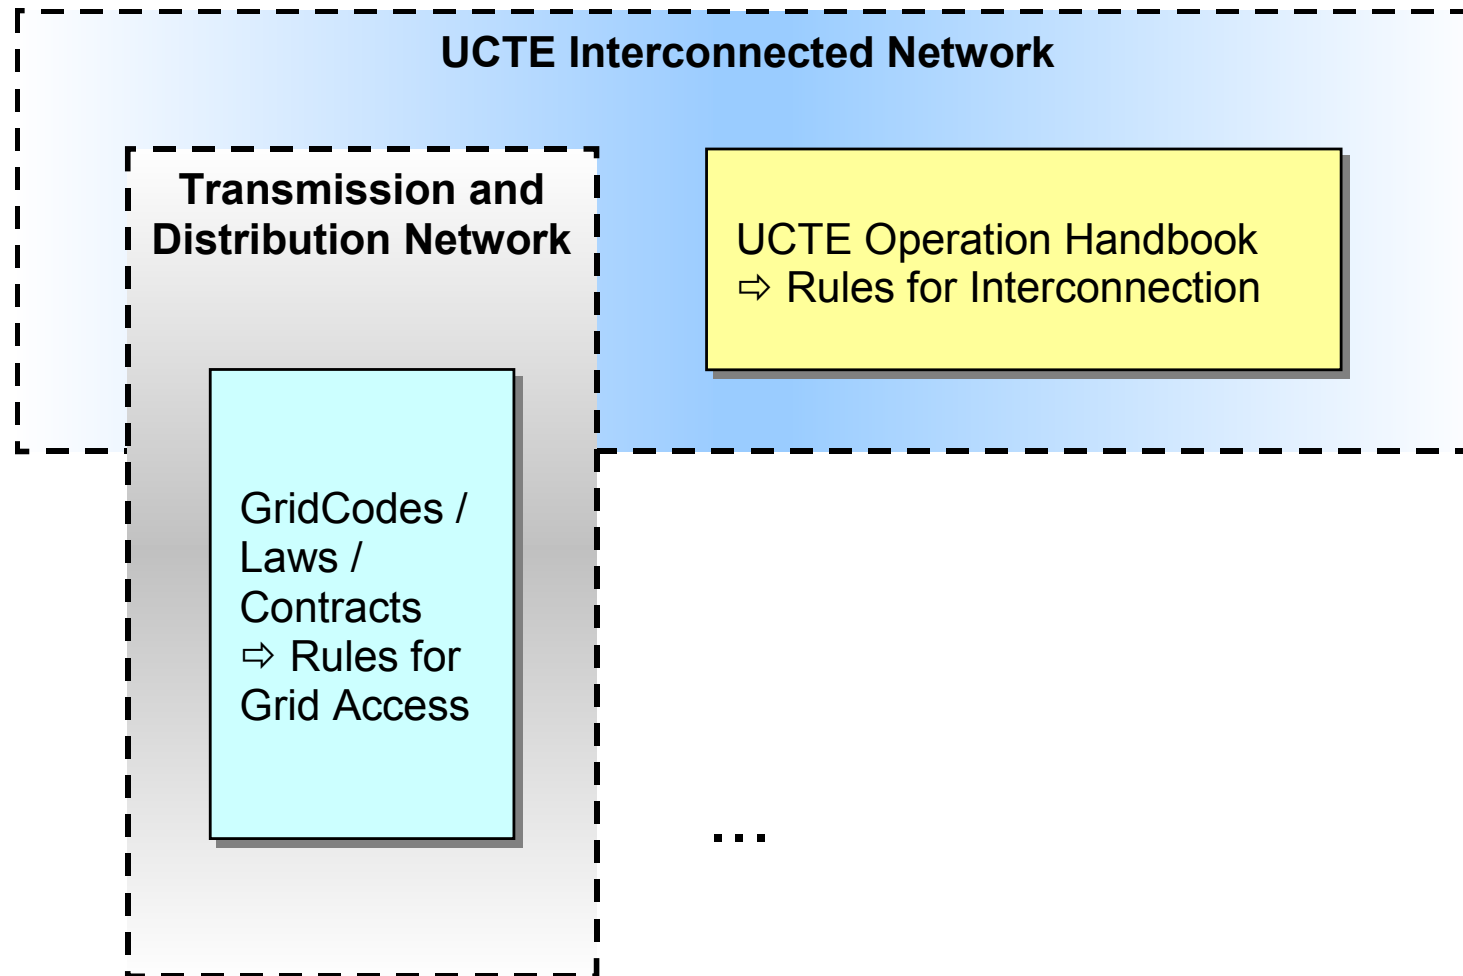 UCTE Interconnected Network
Transmission and
Distribution Network
UCTE Operation Handbook
⇨ Rules for Interconnection
GridCodes /
Laws /
Contracts
⇨ Rules for
Grid Access
...